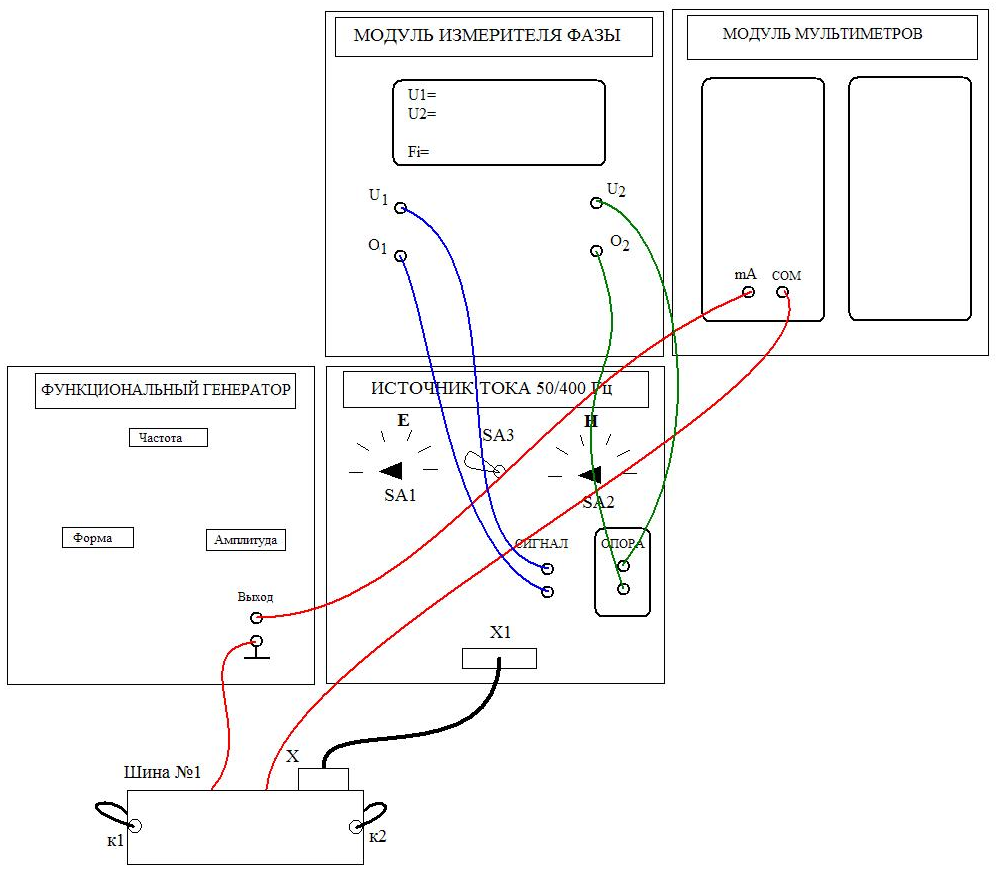 МОДУЛЬ ИЗМЕРИТЕЛЯ ФАЗЫ
МОДУЛЬ МУЛЬТИМЕТРОВ
U1=
U2=
Fi=
U1
U2
O1
O2
mA
COM
ФУНКЦИОНАЛЬНЫЙ ГЕНЕРАТОР
ИСТОЧНИК ТОКА 50/400 Гц
Частота
E
H
SA3
SA1
SA2
Форма
Амплитуда
СИГНАЛ
ОПОРА
Выход
X1
X
Шина №1
к1
к2